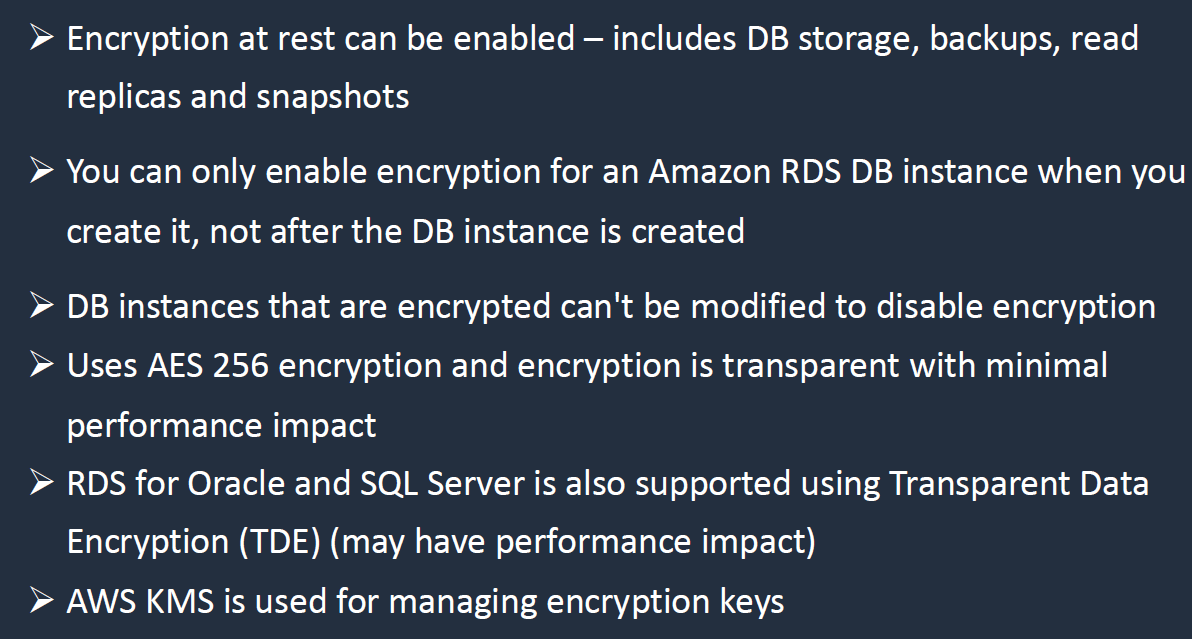 ➢ Encryption at rest can be enabled – includes DB storage, backups, read
replicas and snapshots
➢ You can only enable encryption for an Amazon RDS DB instance when you
create it, not after the DB instance is created
➢ DB instances that are encrypted can't be modified to disable encryption
➢ Uses AES 256 encryption and encryption is transparent with minimal
performance impact
➢ RDS for Oracle and SQL Server is also supported using Transparent Data
Encryption (TDE) (may have performance impact)
➢ AWS KMS is used for managing encryption keys